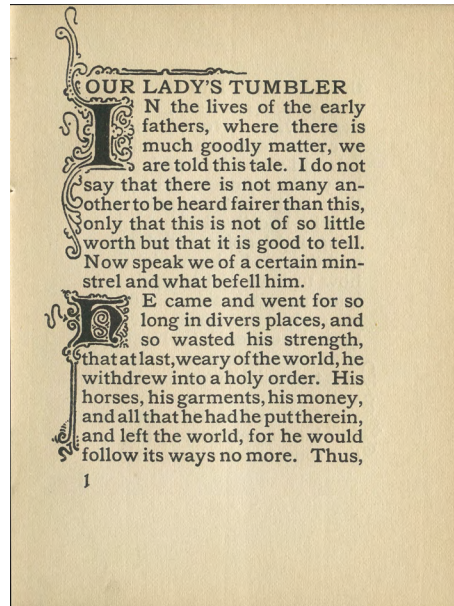 OUR LADY'S TUMBLER
IN the lives of the early
fathers, where there is
much goodly matter, we
are told this tale. I do not
say that there is not many an-
other to be heard fairer than this,
only that this is not of so little
worth but that it is good to tell.
Now speak we of a certain min-
strel and what befell him.
HE came and went for so
long in divers places, and
so wasted his strength,
that at last, weary of the world, he
withdrew into a holy order. His
horses, his garments, his money,
and all that he had he put therein,
and left the world, for he would
follow its ways no more. Thus,
1